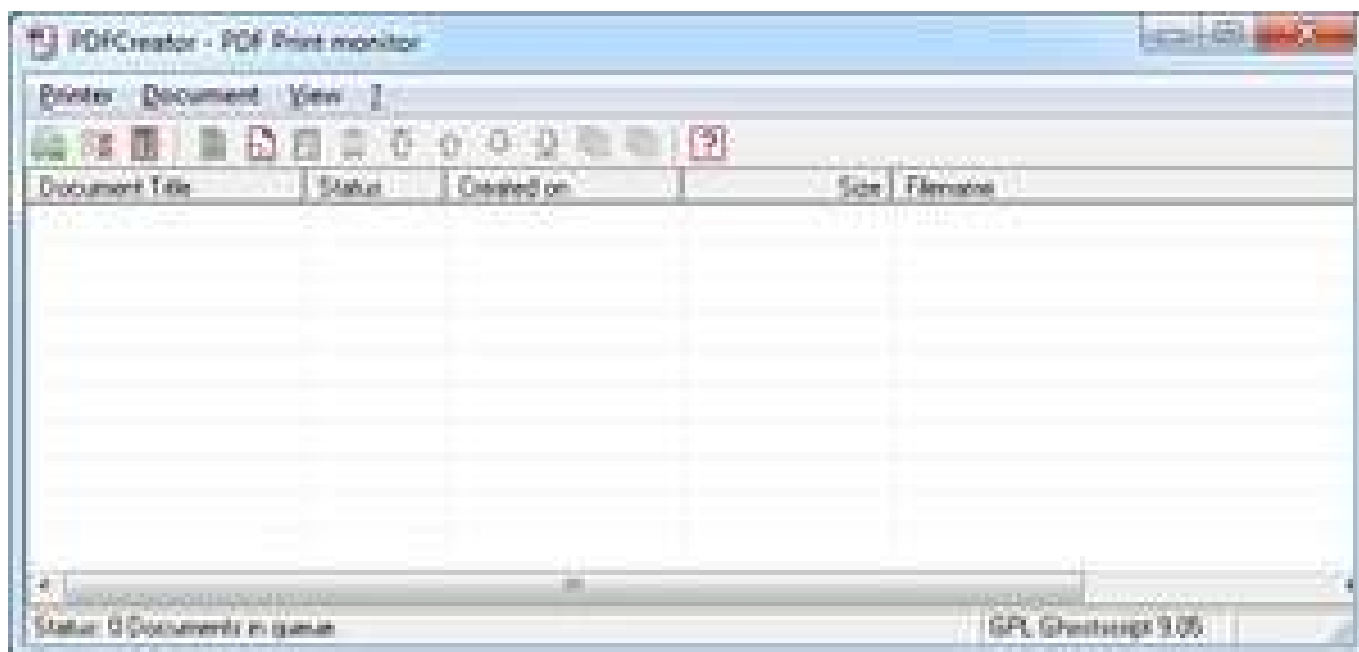 PDFCreator - PDF Print monitor
Printer Document View ?
Document Title Status Created on Size Filename
Status: 0 Documents in queue
GPL Ghostscript 9.05